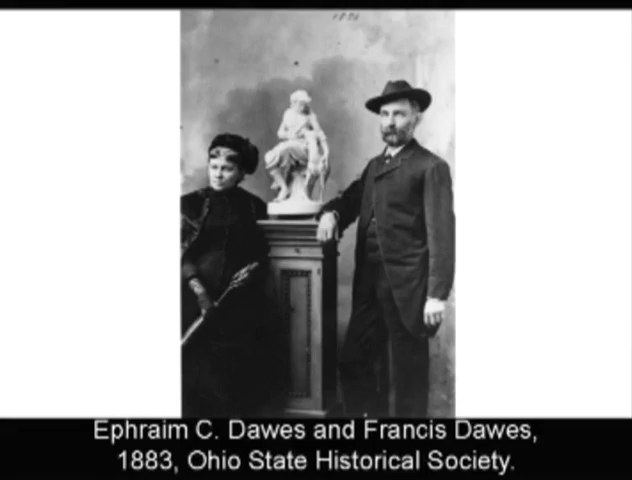 Ephraim C. Dawes and Francis Dawes,
1883, Ohio State Historical Society.